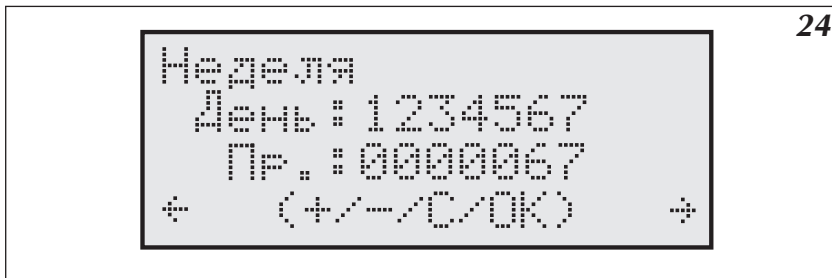 24
Неделя
День:1234567
Пр.:0000067
← (+/-/C/OK) →